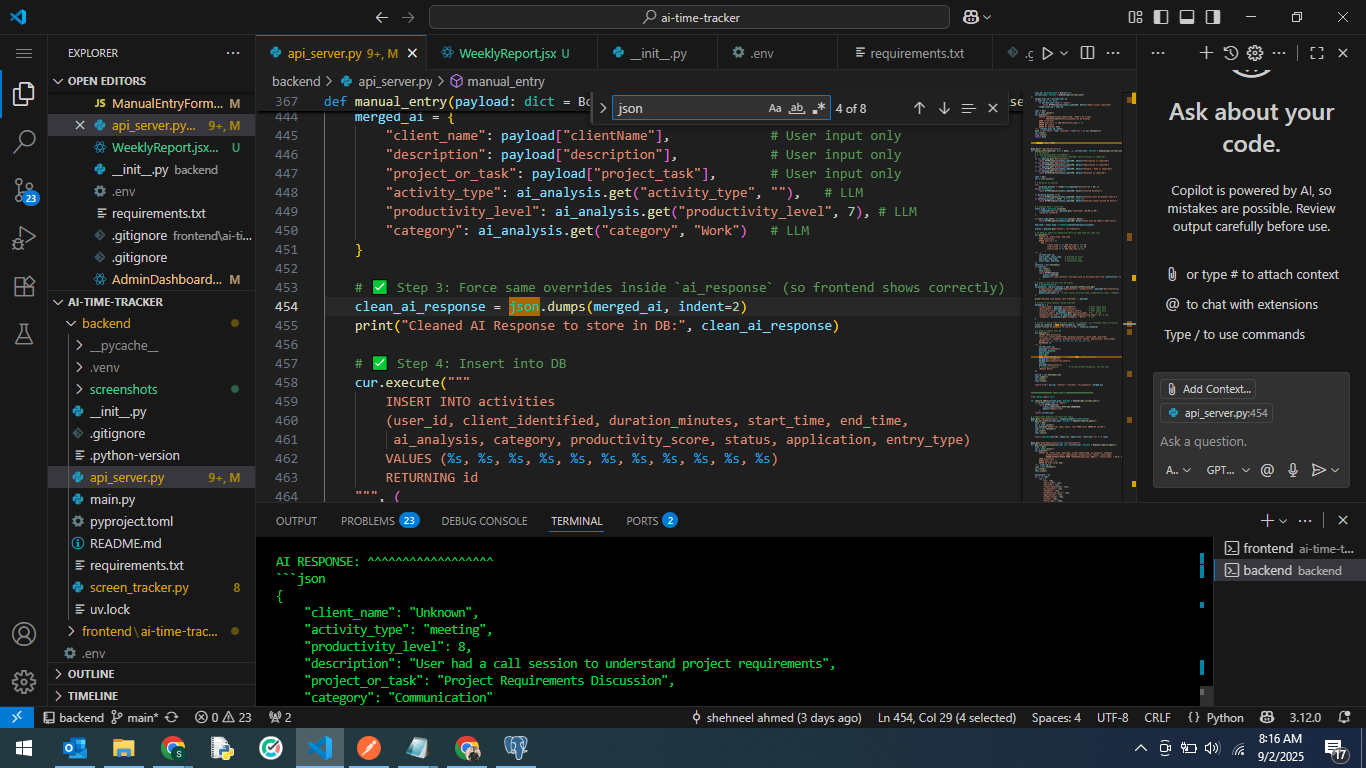 ai-time-tracker
EXPLORER
OPEN EDITORS
ManualEntryForm... M
api_server.py... 9+, M
WeeklyReport.jsx... U
__init__.py backend
.env
requirements.txt
.gitignore frontend\ai-ti...
.gitignore
AdminDashboard... M
AI-TIME-TRACKER
backend
__pycache__
.venv
screenshots
__init__.py
.gitignore
.python-version
api_server.py 9+, M
main.py
pyproject.toml
README.md
requirements.txt
screen_tracker.py 8
uv.lock
frontend\ai-time-trac...
.env
OUTLINE
TIMELINE
api_server.py 9+, M
WeeklyReport.jsx U
__init__.py
.env
requirements.txt
backend > api_server.py > manual_entry
json
4 of 8
367 def manual_entry(payload: dict = Bo
444 merged_ai = {
445 "client_name": payload["clientName"], # User input only
446 "description": payload["description"], # User input only
447 "project_or_task": payload["project_task"], # User input only
448 "activity_type": ai_analysis.get("activity_type", ""), # LLM
449 "productivity_level": ai_analysis.get("productivity_level", 7), # LLM
450 "category": ai_analysis.get("category", "Work") # LLM
451 }
452
453 # ✅ Step 3: Force same overrides inside `ai_response` (so frontend shows correctly)
454 clean_ai_response = json.dumps(merged_ai, indent=2)
455 print("Cleaned AI Response to store in DB:", clean_ai_response)
456
457 # ✅ Step 4: Insert into DB
458 cur.execute("""
459 INSERT INTO activities
460 (user_id, client_identified, duration_minutes, start_time, end_time,
461 ai_analysis, category, productivity_score, status, application, entry_type)
462 VALUES (%s, %s, %s, %s, %s, %s, %s, %s, %s, %s, %s)
463 RETURNING id
464 """, (
Ask about your
code.
Copilot is powered by AI, so
mistakes are possible. Review
output carefully before use.
or type # to attach context
@ to chat with extensions
Type / to use commands
Add Context...
api_server.py:454
Ask a question.
A.. GPT...
OUTPUT PROBLEMS 23 DEBUG CONSOLE TERMINAL PORTS 2
AI RESPONSE: ^^^^^^^^^^^^^^^^^^
```json
{
"client_name": "Unknown",
"activity_type": "meeting",
"productivity_level": 8,
"description": "User had a call session to understand project requirements",
"project_or_task": "Project Requirements Discussion",
"category": "Communication"
frontend ai-time-t...
backend backend
23
backend main* 0 23 2
shehneel ahmed (3 days ago) Ln 454, Col 29 (4 selected) Spaces: 4 UTF-8 CRLF {} Python 3.12.0
8:16 AM
9/2/2025
17